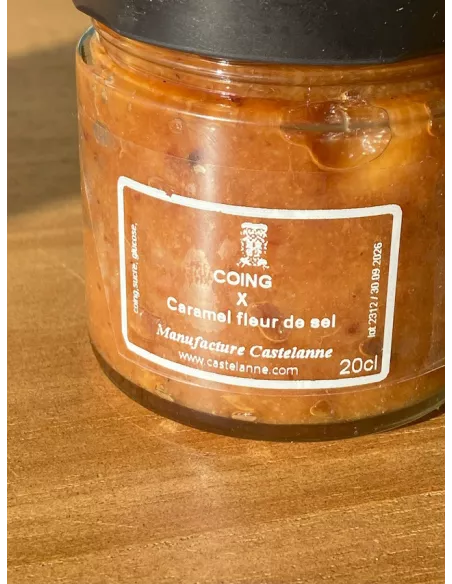 coing, sucre, glucose,
COING
X
Caramel fleur de sel
Manufacture Castelanne
www.castelanne.com
20cl
lot 2312 / 30 09 2026